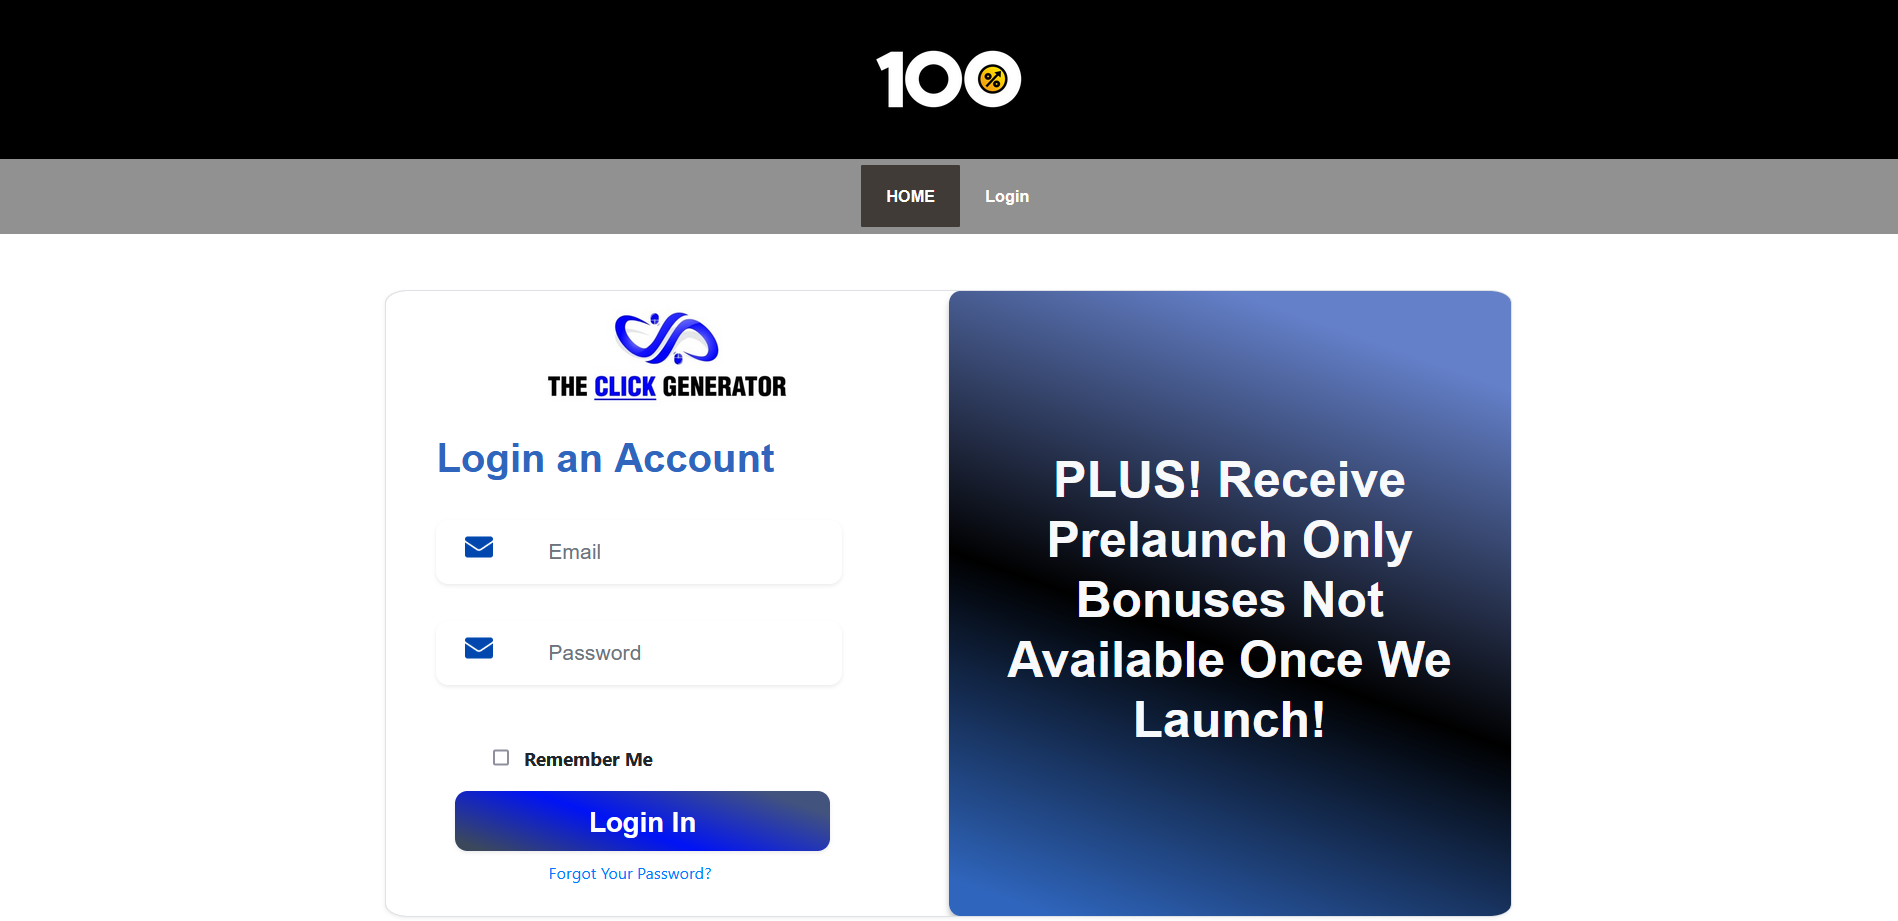 100
HOME
Login
THE CLICK GENERATOR
Login an Account
Email
Password
Remember Me
Login In
Forgot Your Password?
PLUS! Receive
Prelaunch Only
Bonuses Not
Available Once We
Launch!